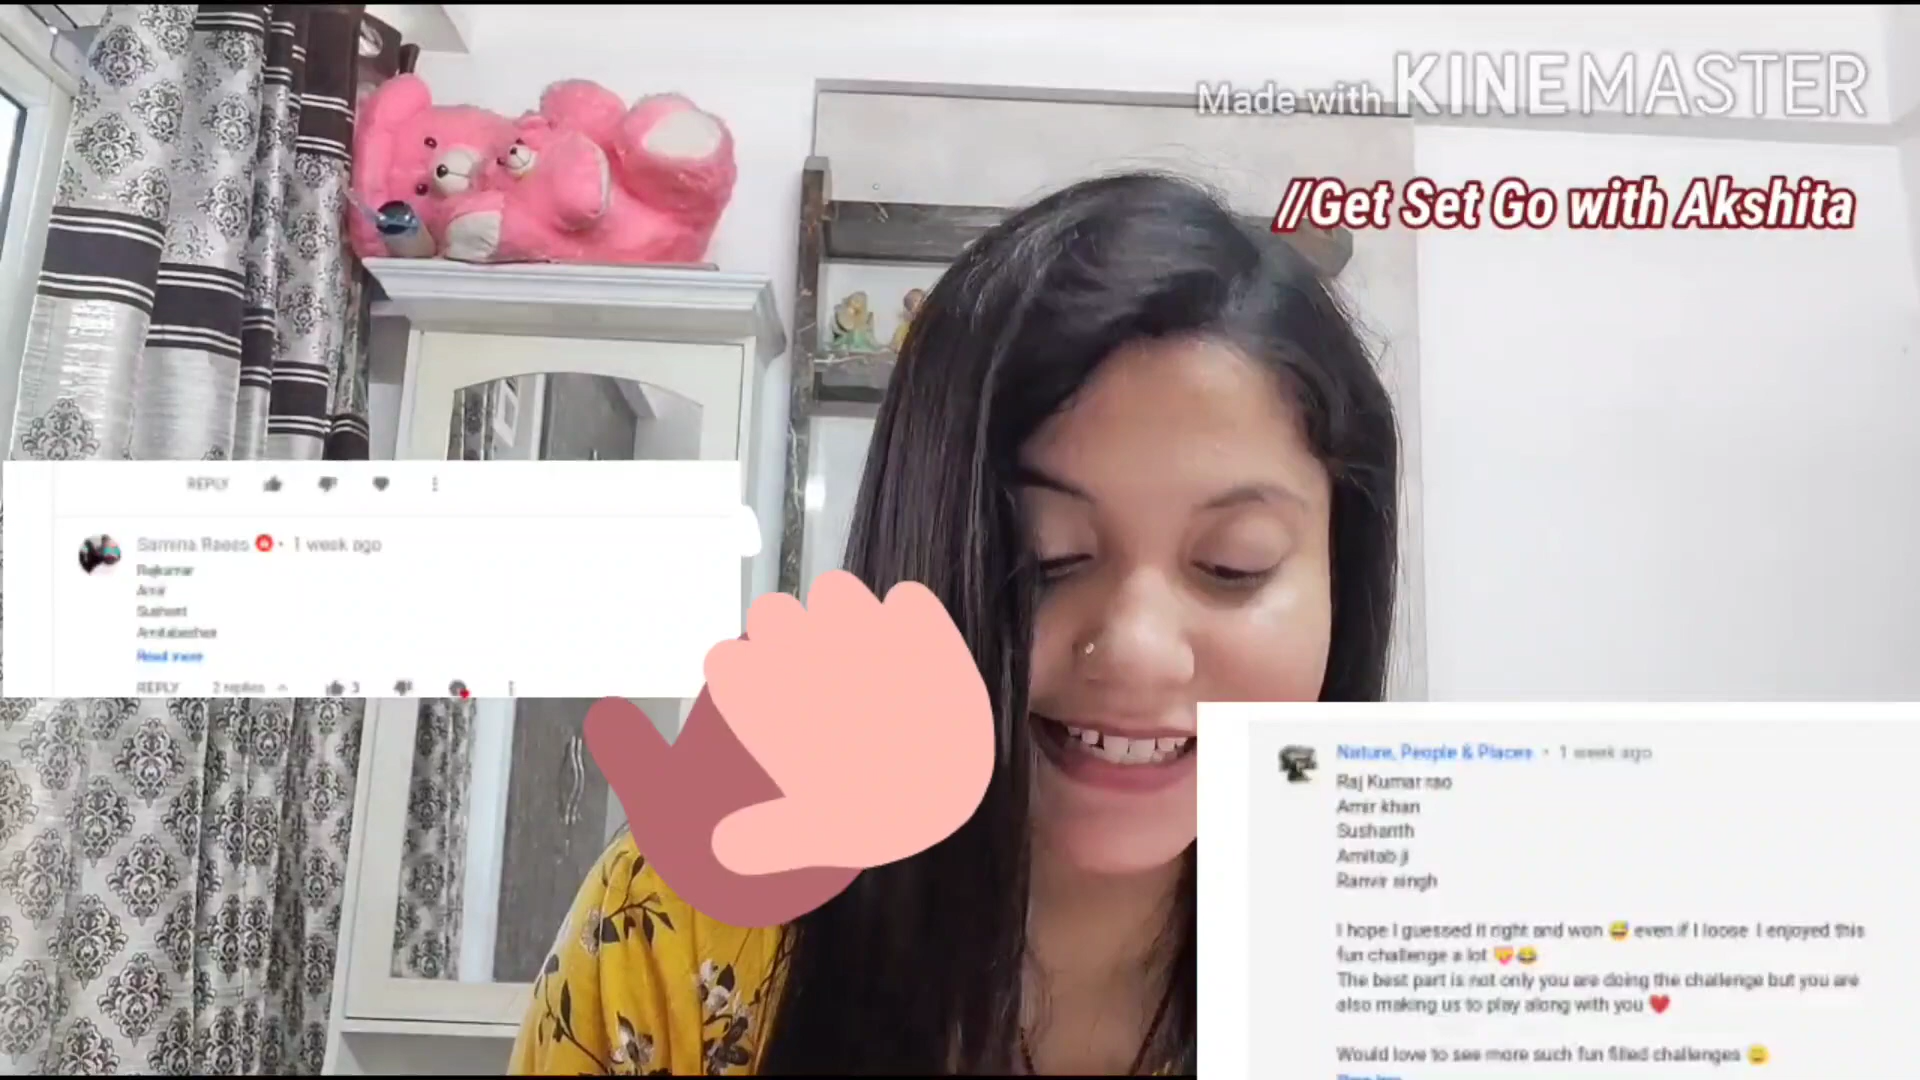 Made with KINEMASTER
//Get Set Go with Akshita
REPLY
Samina Raees • 1 week ago
Rajkumar
Amir
Sushant
Read more
REPLY 2 replies 3
Nature, People & Places • 1 week ago
Raj Kumar rao
Amir khan
Sushanth
Amitab ji
Ranvir singh
I hope I guessed it right and won 😅 even if I loose I enjoyed this
fun challenge a lot 😂
The best part is not only you are doing the challenge but you are
also making us to play along with you ❤️
Would love to see more such fun filled challenges